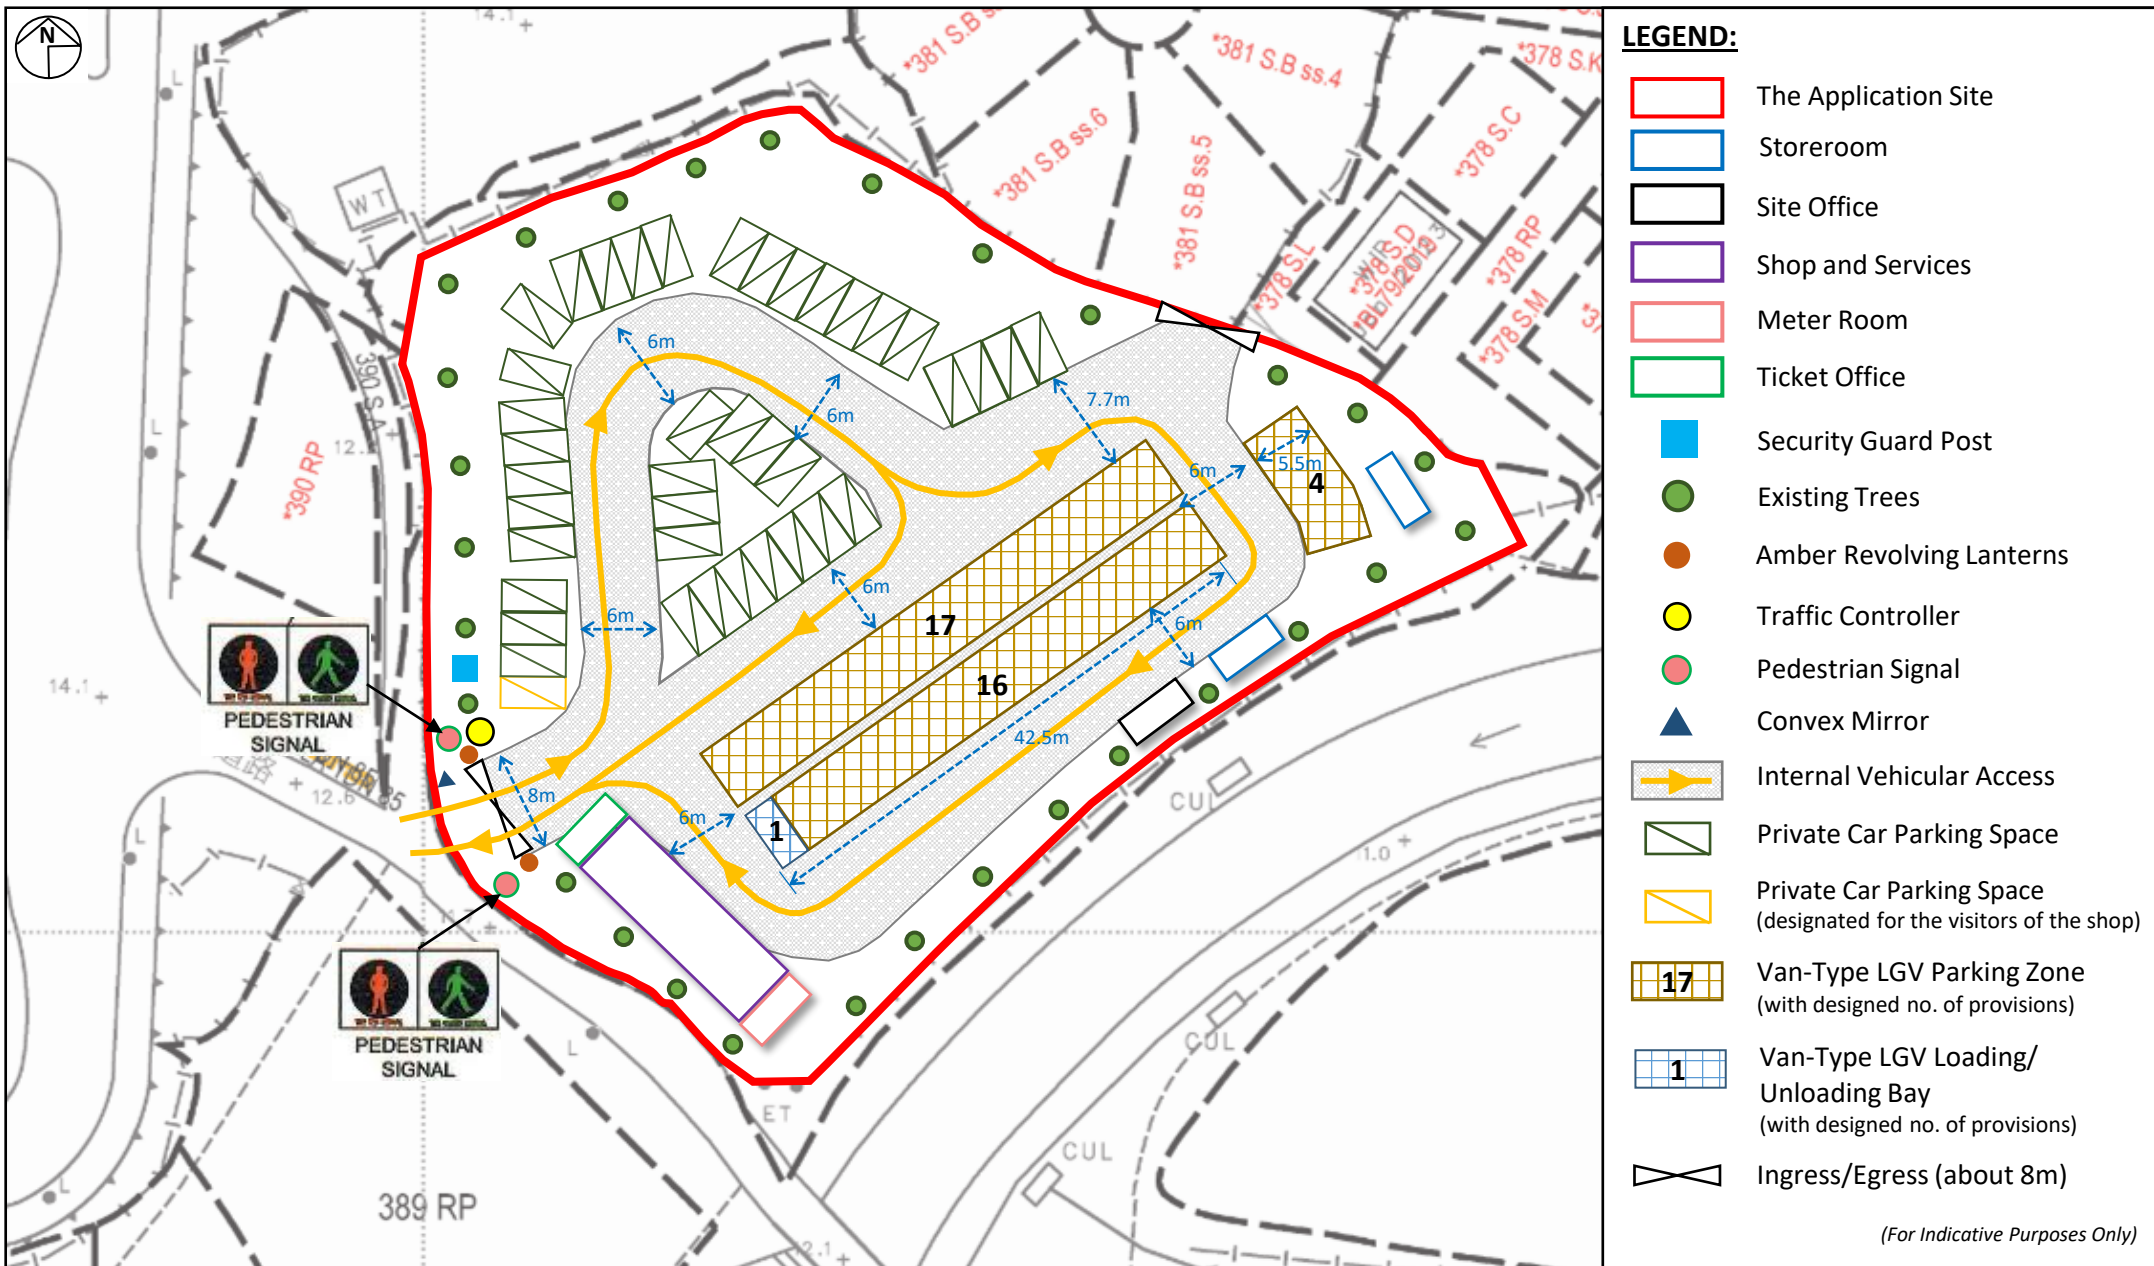 N
14.1
*381 S.B ss.4
*378 S.K
*381 S.B ss.6
*381 S.B ss.5
*378 S.C
*378 S.L
*378 S.D
*378 RP
*378 S.M
WT
L
L
390 S.A
*390 RP
6m
6m
7.7m
6m
5.5m
4
6m
6m
6m
17
16
42.5m
8m
6m
1
PEDESTRIAN
SIGNAL
14.1
12.6
85
L
PEDESTRIAN
SIGNAL
CUL
CUL
CUL
L
L
ET
389 RP
LEGEND:
The Application Site
Storeroom
Site Office
Shop and Services
Meter Room
Ticket Office
Security Guard Post
Existing Trees
Amber Revolving Lanterns
Traffic Controller
Pedestrian Signal
Convex Mirror
Internal Vehicular Access
Private Car Parking Space
Private Car Parking Space
(designated for the visitors of the shop)
17
Van-Type LGV Parking Zone
(with designed no. of provisions)
1
Van-Type LGV Loading/
Unloading Bay
(with designed no. of provisions)
Ingress/Egress (about 8m)
(For Indicative Purposes Only)